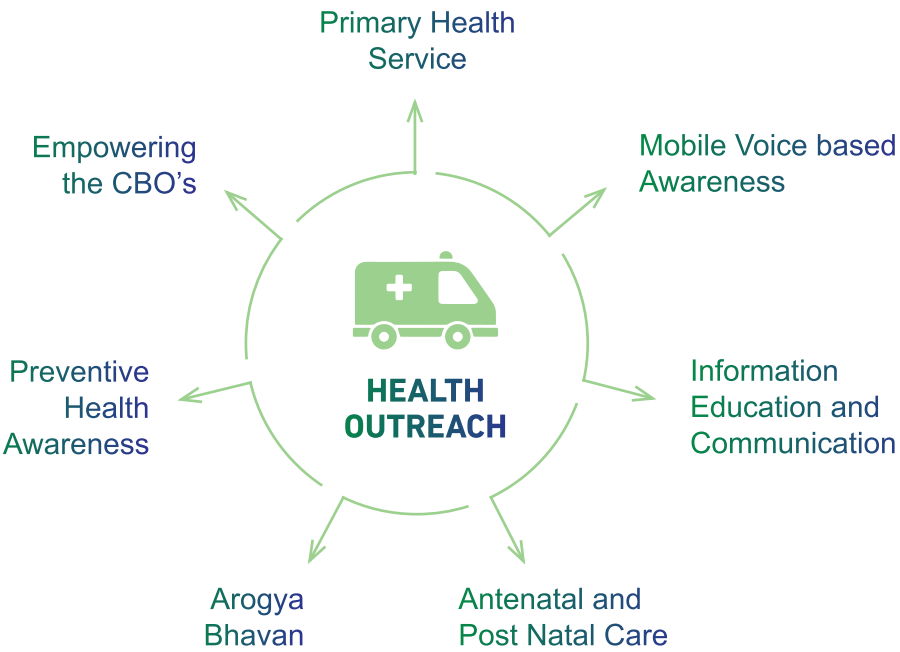 Primary Health
Service
Mobile Voice based
Awareness
Information
Education and
Communication
Antenatal and
Post Natal Care
Arogya
Bhavan
Preventive
Health
Awareness
Empowering
the CBO’s
HEALTH
OUTREACH